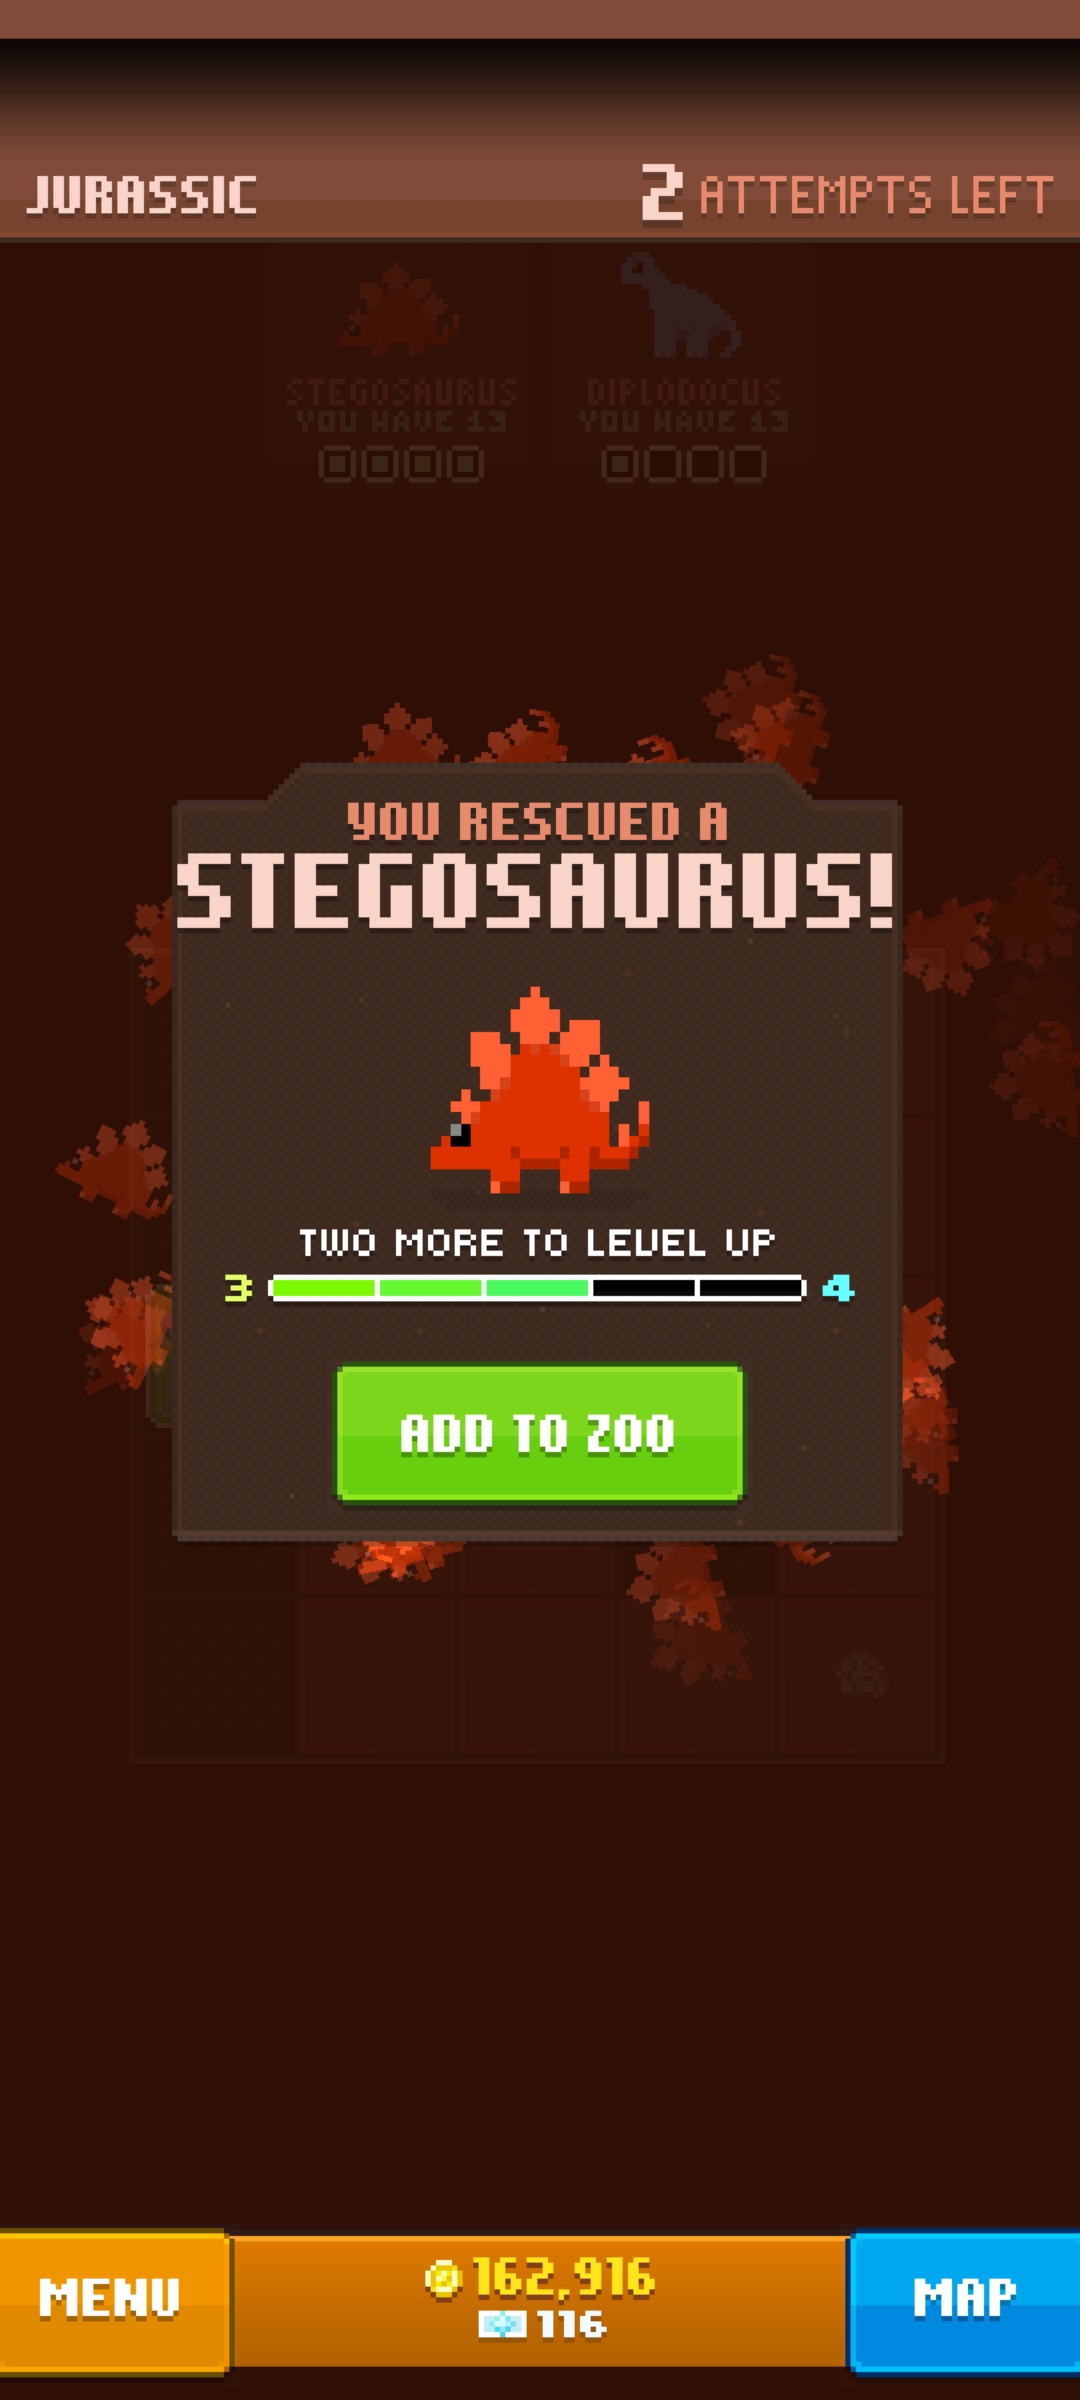 JURASSIC
2 ATTEMPTS LEFT
STEGOSAURUS
YOU HAVE 13
DIPLODOCUS
YOU HAVE 13
YOU RESCUED A
STEGOSAURUS!
TWO MORE TO LEVEL UP
3 4
ADD TO ZOO
MENU
162,916
116
MAP